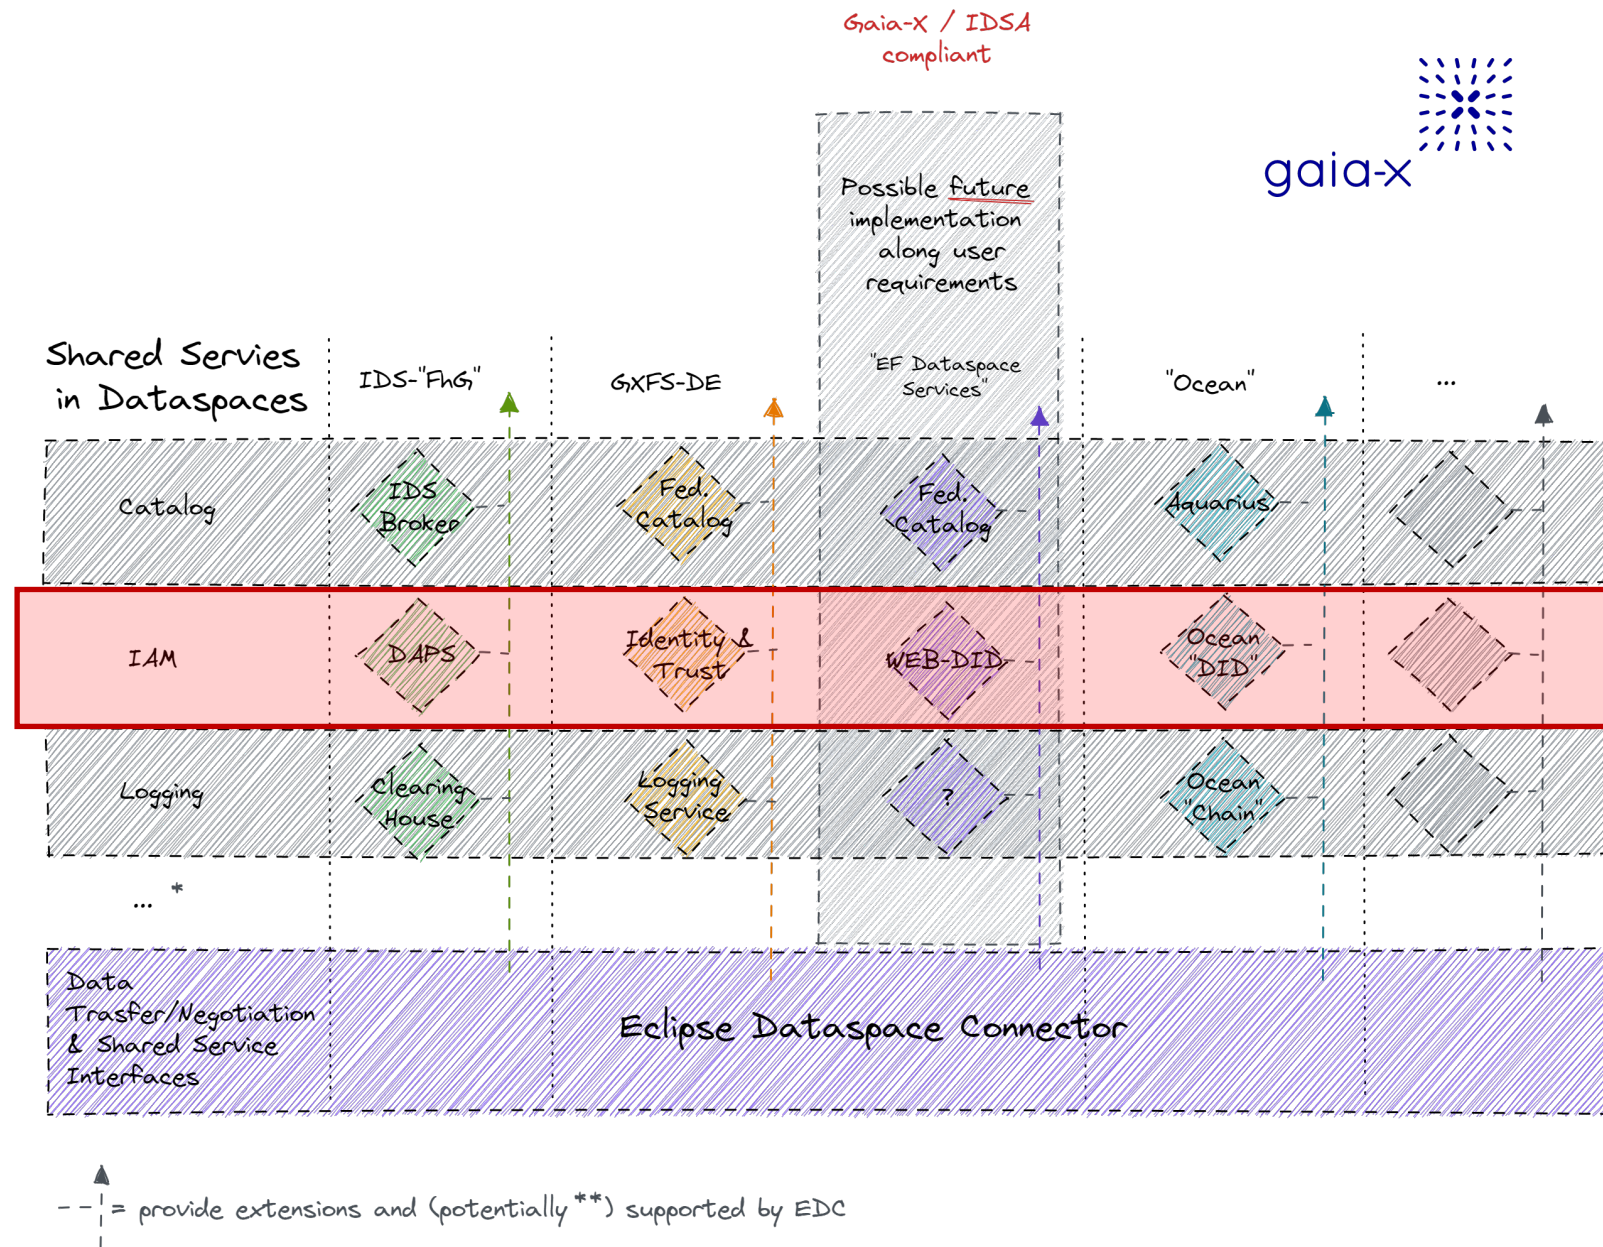 Gaia-X / IDSA
compliant
gaia-x
Possible future
implementation
along user
requirements
Shared Servies
in Dataspaces
IDS-"FhG"
GXFS-DE
"EF Dataspace
Services"
"Ocean"
...
Catalog
IDS
Broker
Fed.
Catalog
Fed.
Catalog
Aquarius
IAM
DAPS
Identity &
Trust
WEB-DID
Ocean
"DID"
Logging
Clearing
House
Logging
Service
?
Ocean
"Chain"
... *
Data
Trasfer/Negotiation
& Shared Service
Interfaces
Eclipse Dataspace Connector
= provide extensions and (potentially**) supported by EDC